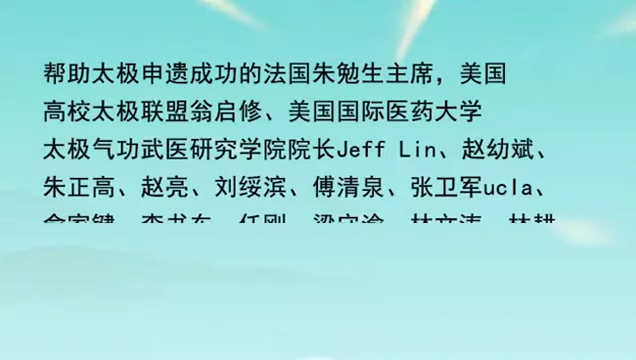 帮助太极申遗成功的法国朱勉生主席，美国
高校太极联盟翁启修、美国国际医药大学
太极气功武医研究学院院长Jeff Lin、赵幼斌、
朱正高、赵亮、刘绥滨、傅清泉、张卫军ucla、